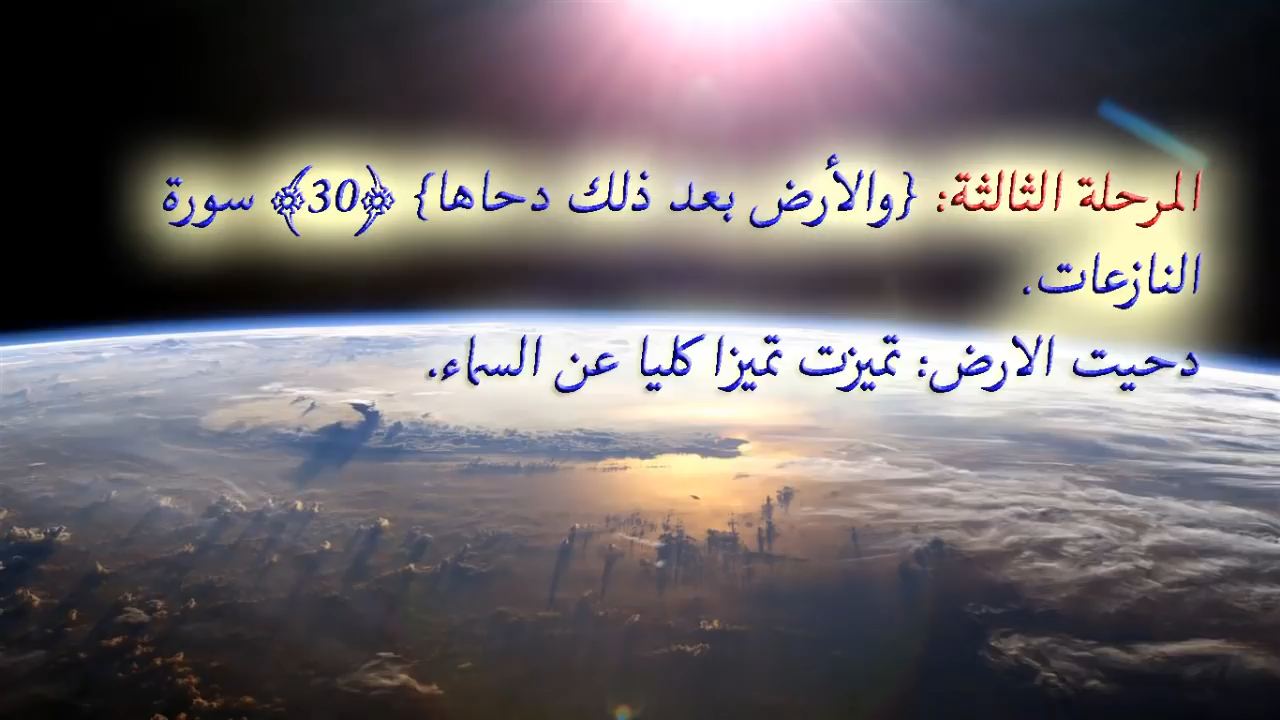 المرحلة الثالثة: {والأرض بعد ذلك دحاها} ﴿30﴾ سورة
النازعات.
دحيت الارض: تميزت تميزا كليا عن السماء.